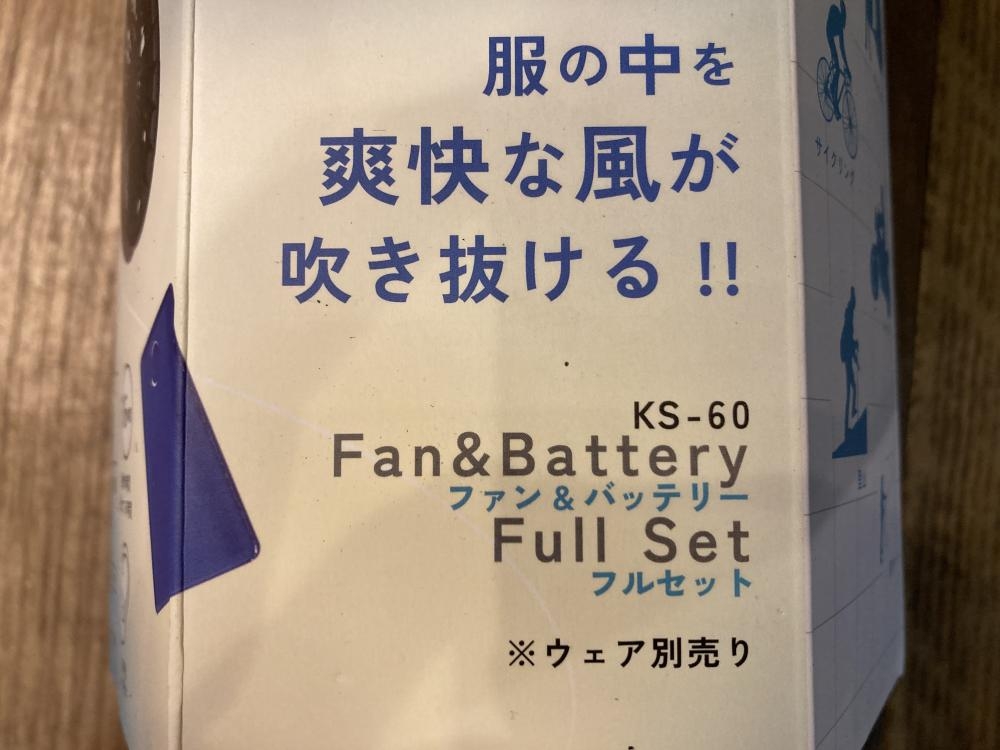 服の中を
爽快な風が
吹き抜ける !!
KS-60
Fan&Battery
ファン&バッテリー
Full Set
フルセット
※ウェア別売り
サイクリング